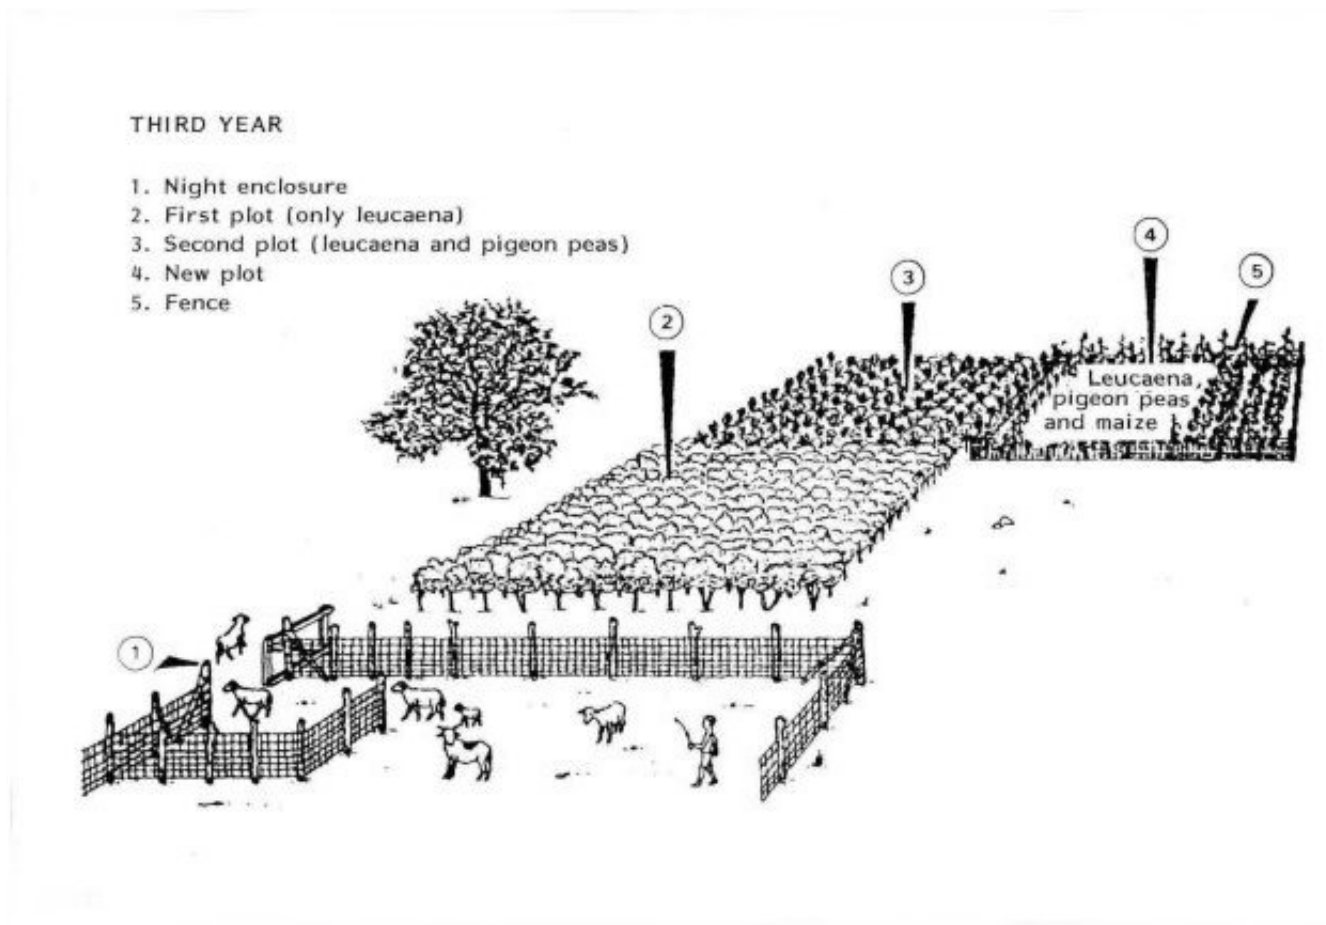 THIRD YEAR
1. Night enclosure
2. First plot (only leucaena)
3. Second plot (leucaena and pigeon peas)
4. New plot
5. Fence
4
5
3
2
Leucaena,
pigeon peas
and maize
1